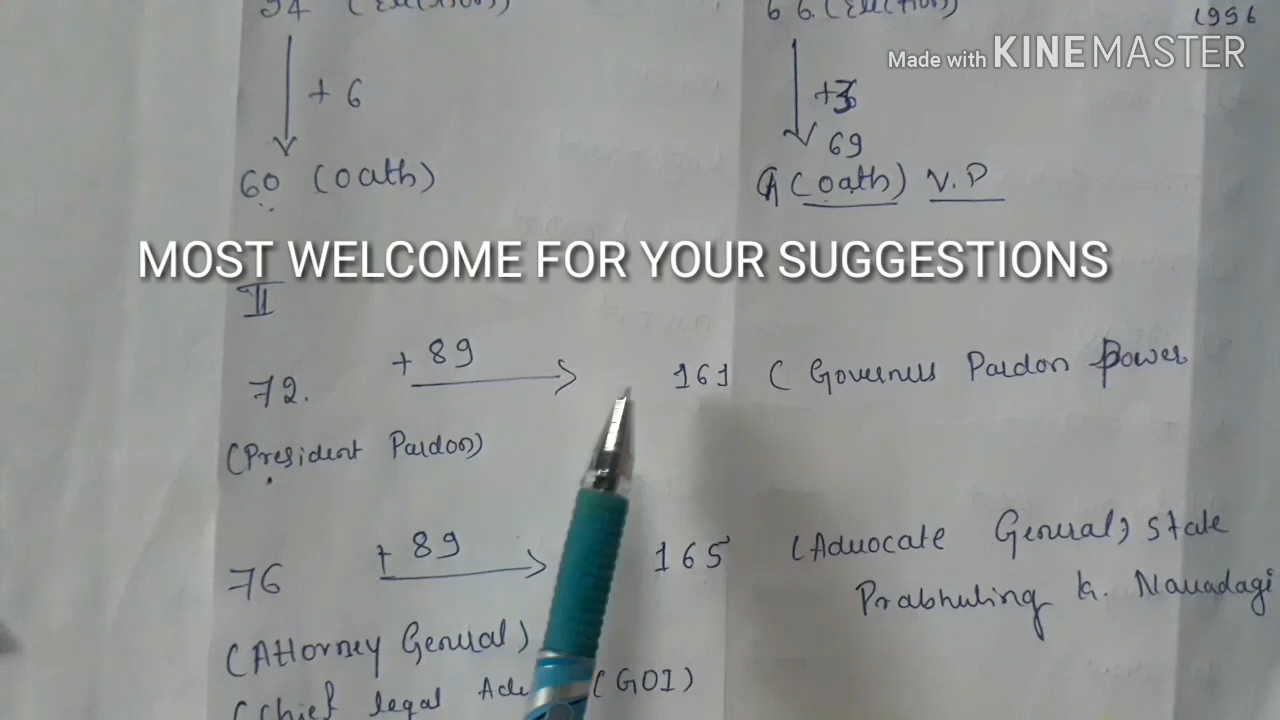 54 (Elections) 66 (Election) 1956
Made with KINEMASTER
+ 6 +3
69
60 (Oath) (Oath) V.P
MOST WELCOME FOR YOUR SUGGESTIONS
II
72. + 89 161 ( Governers Pardon Power
(President Pardon)
76 + 89 165 (Advocate General) State
Prabhuling K. Navadagi
(Attorney General)
(Chief legal (GOI)